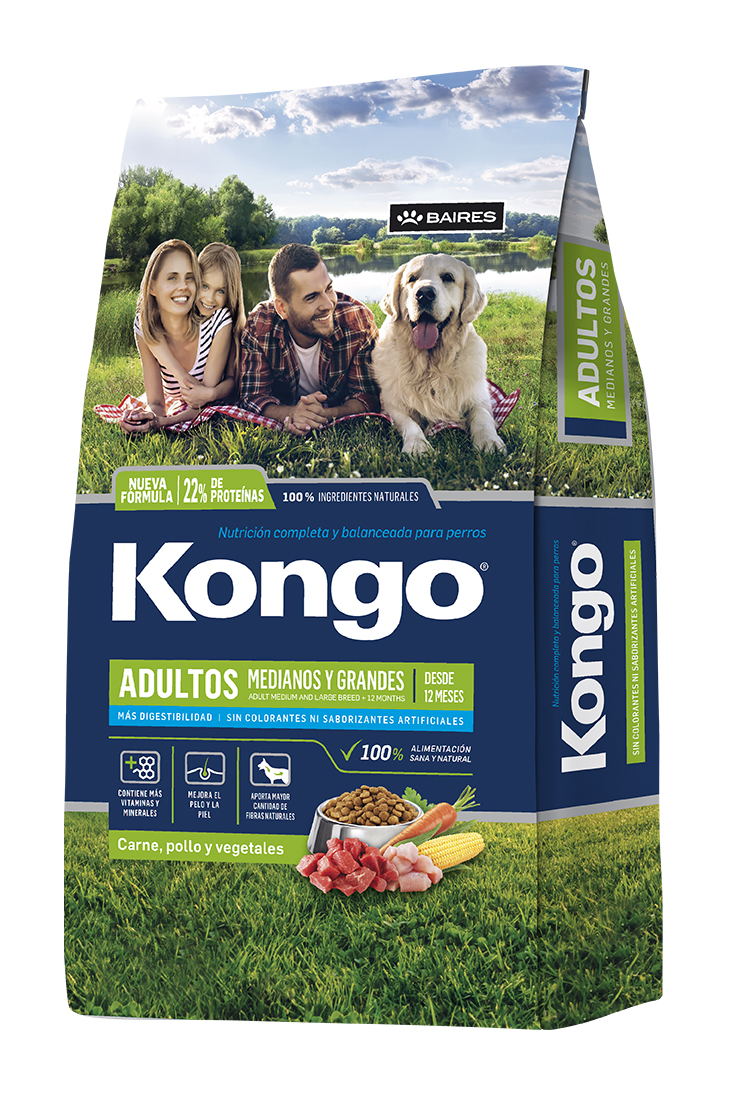 BAIRES
NUEVA FÓRMULA
22% DE PROTEÍNAS
100% INGREDIENTES NATURALES
Nutrición completa y balanceada para perros
Kongo®
ADULTOS
MEDIANOS Y GRANDES
ADULT MEDIUM AND LARGE BREED + 12 MONTHS
DESDE
12 MESES
MÁS DIGESTIBILIDAD | SIN COLORANTES NI SABORIZANTES ARTIFICIALES
100% ALIMENTACIÓN
SANA Y NATURAL
CONTIENE MÁS
VITAMINAS Y
MINERALES
MEJORA EL
PELO Y LA
PIEL
APORTA MAYOR
CANTIDAD DE
FIBRAS NATURALES
Carne, pollo y vegetales
ADULTOS
MEDIANOS Y GRANDES
Nutrición completa y balanceada para perros
Kongo®
SIN COLORANTES NI SABORIZANTES ARTIFICIALES